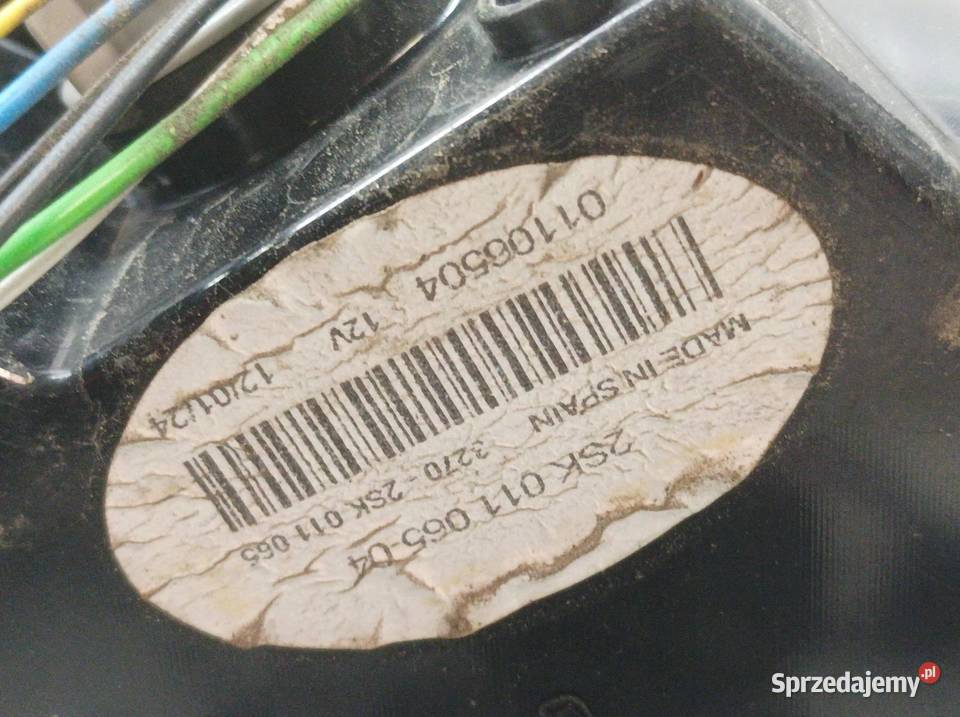 2SK 011 065-04
3270 - 2SK 011 065
MADE IN SPAIN
12/01/24
12V
01106504
Sprzedajemy.pl